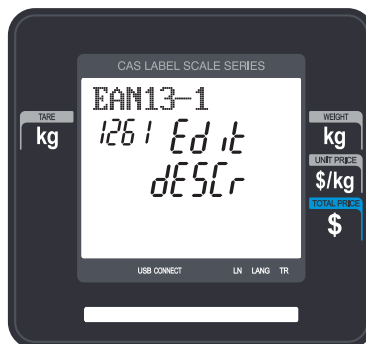 CAS LABEL SCALE SERIES
EAN13-1
1261 Edit
dESCr
TARE
kg
WEIGHT
kg
UNIT PRICE
$/kg
TOTAL PRICE
$
USB CONNECT LN LANG TR